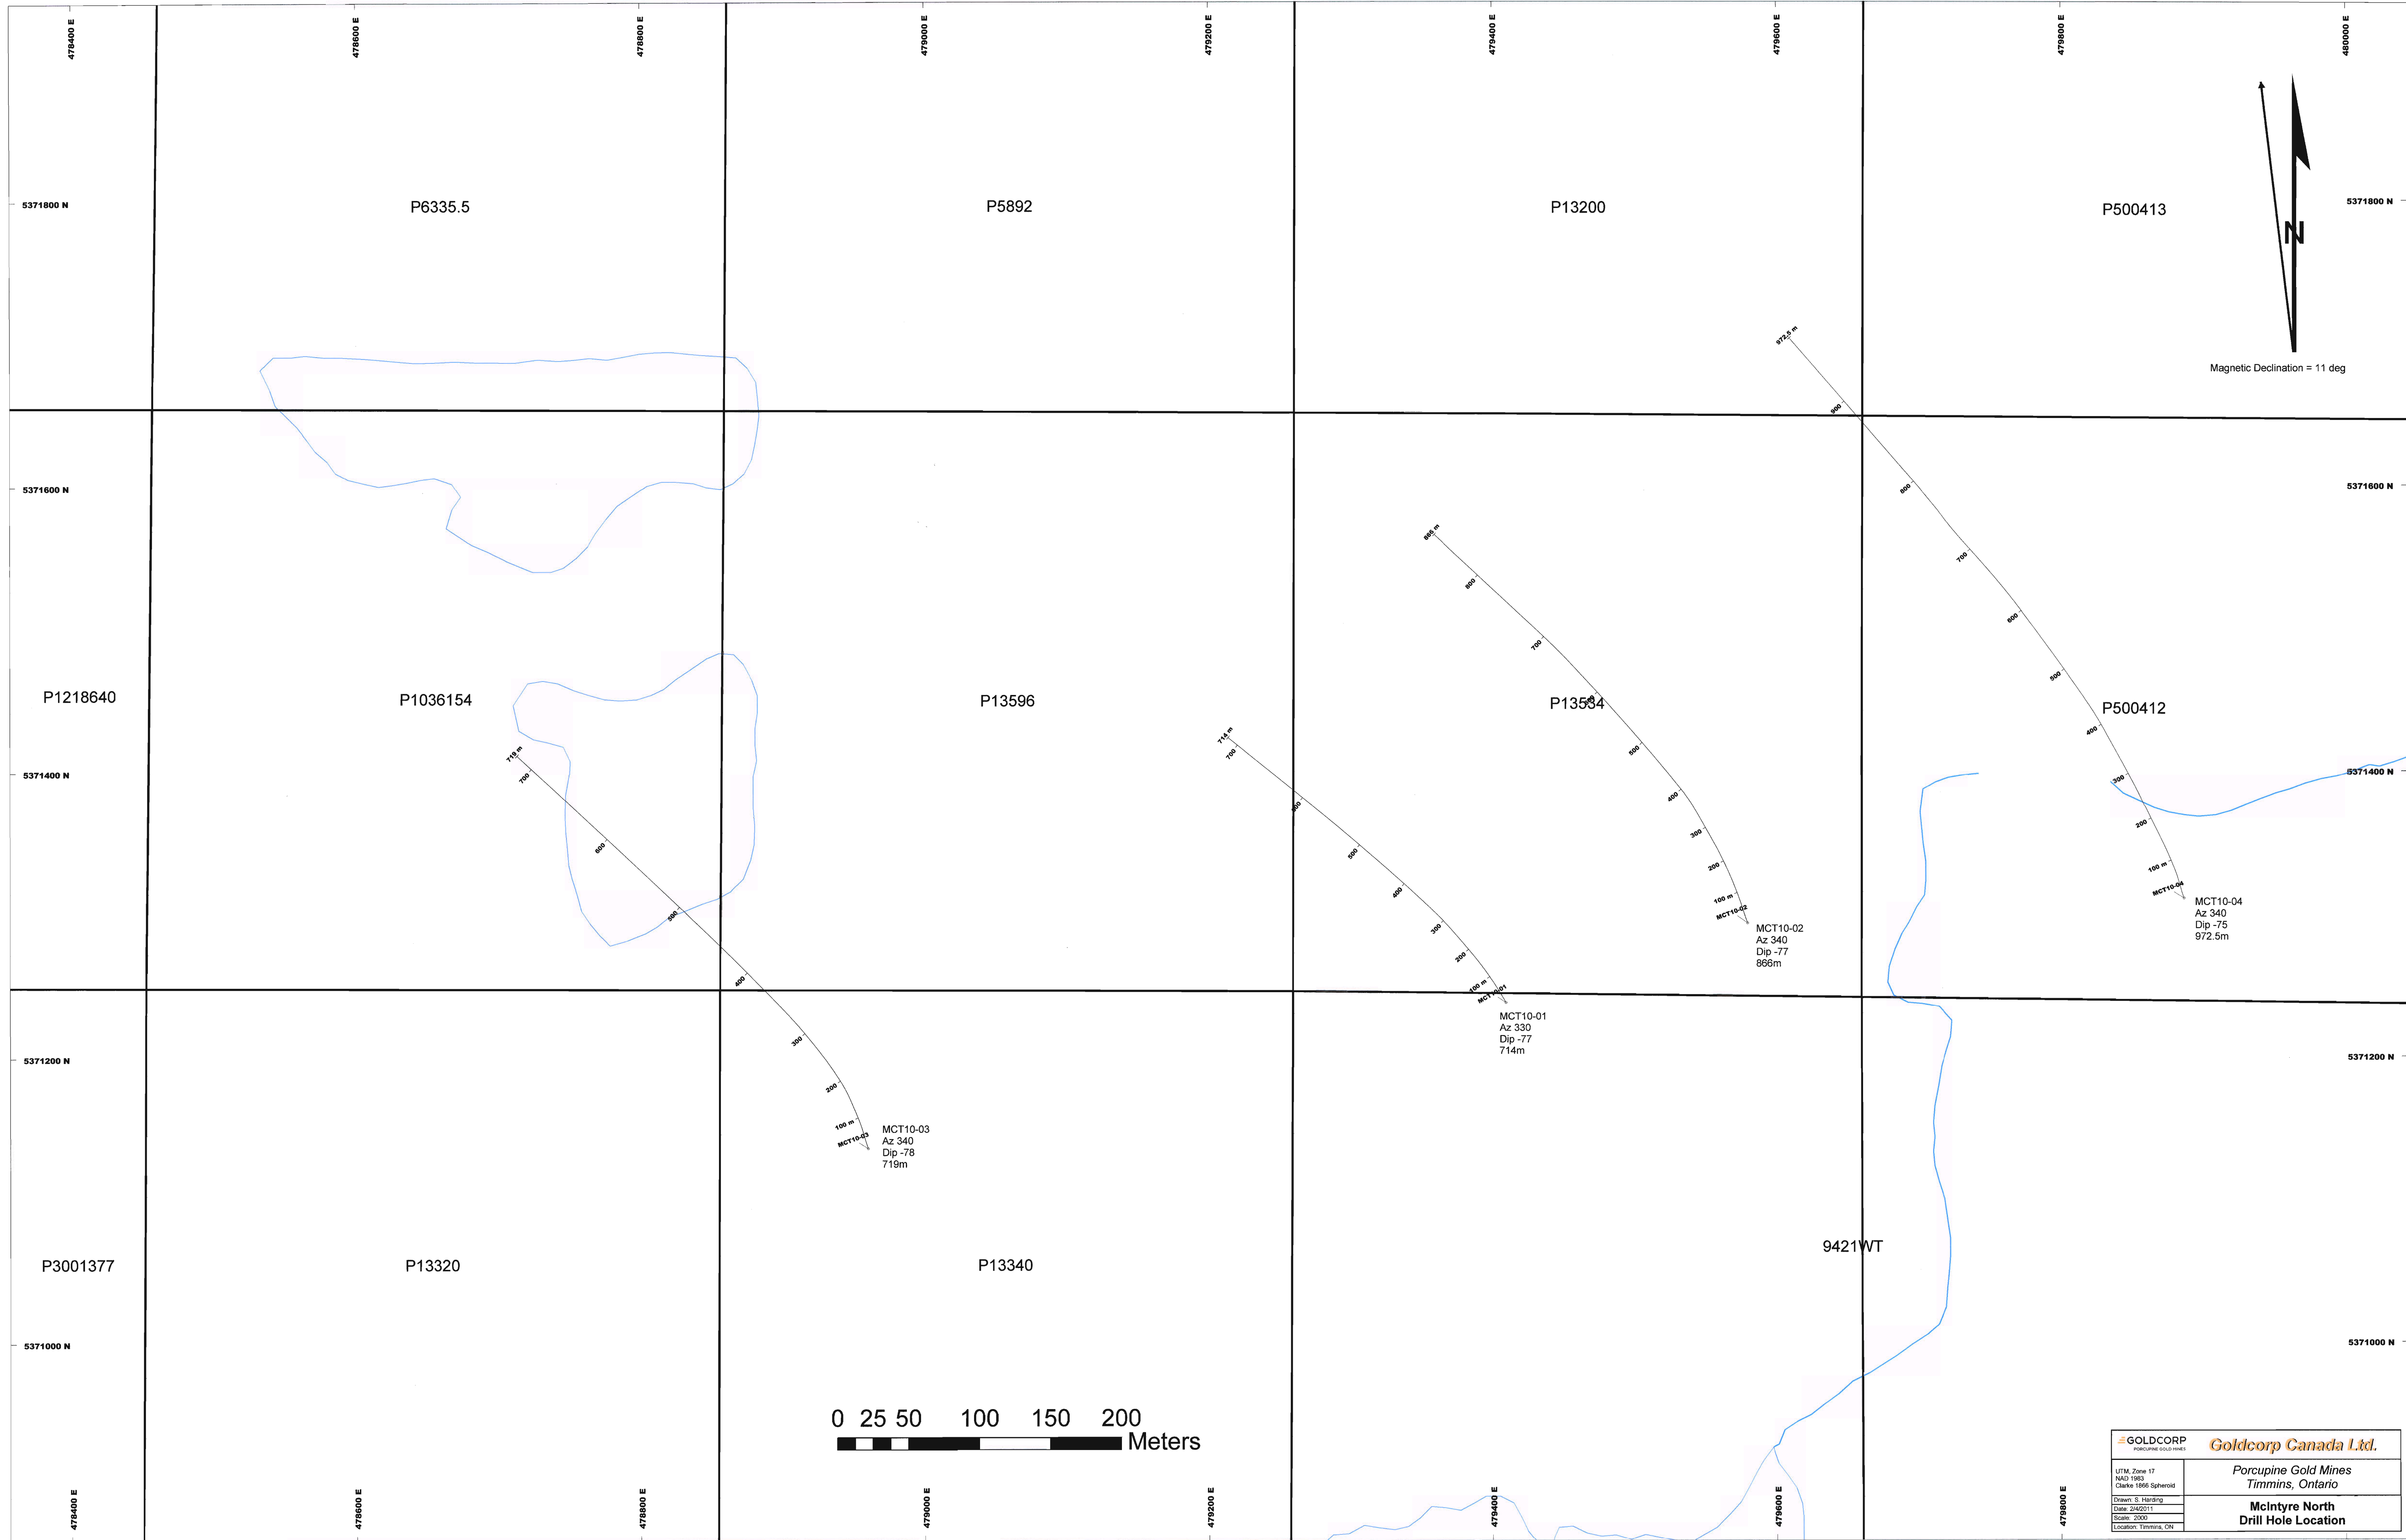 478400 E
478600 E
478800 E
479000 E
479200 E
479400 E
479600 E
479800 E
480000 E
5371800 N
P6335.5
P5892
P13200
P500413
5371800 N
N
Magnetic Declination = 11 deg
972.5 m
900
800
700
600
500
400
300
200
100 m
MCT10-04
MCT10-04
Az 340
Dip -75
972.5m
5371600 N
5371600 N
800
700
500
400
300
200
100 m
MCT10-02
MCT10-02
Az 340
Dip -77
866m
P1218640
P1036154
P13596
P13534
P500412
714 m
700
500
400
300
200
100 m
MCT10-01
MCT10-01
Az 330
Dip -77
714m
5371400 N
5371400 N
719 m
700
600
500
400
300
200
100 m
MCT10-03
MCT10-03
Az 340
Dip -78
719m
5371200 N
5371200 N
P3001377
P13320
P13340
9421WT
5371000 N
5371000 N
0 25 50 100 150 200
Meters
478400 E
478600 E
478800 E
479000 E
479200 E
479400 E
479600 E
479800 E
GOLDCORP
PORCUPINE GOLD MINES
Goldcorp Canada Ltd.
UTM, Zone 17
NAD 1983
Clarke 1866 Spheroid
Porcupine Gold Mines
Timmins, Ontario
Drawn: S. Harding
Date: 2/4/2011
Scale: 2000
Location: Timmins, ON
McIntyre North
Drill Hole Location